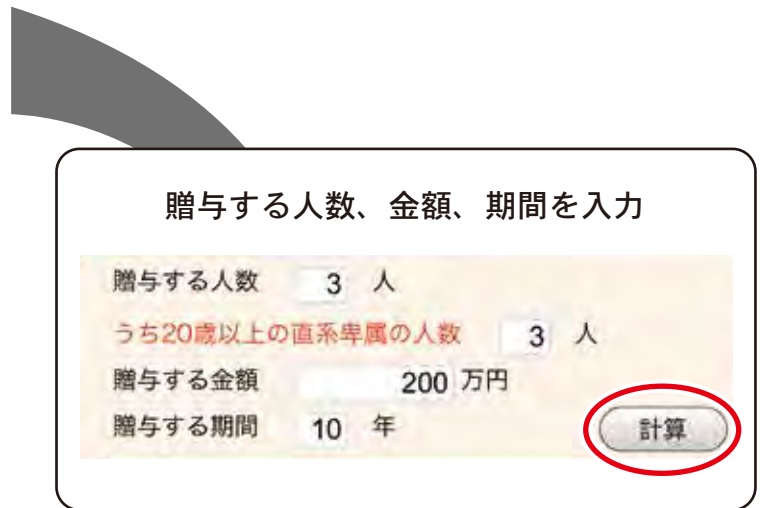 贈与する人数、金額、期間を入力
贈与する人数 3 人
うち20歳以上の直系卑属の人数 3 人
贈与する金額 200 万円
贈与する期間 10 年
計算